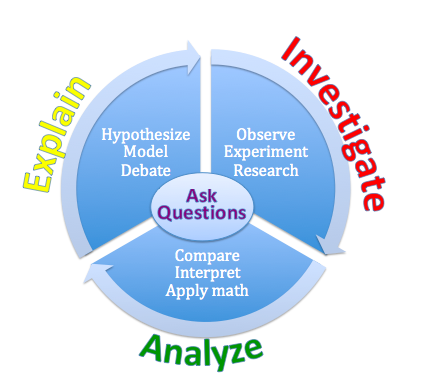 Explain
Investigate
Hypothesize
Model
Debate
Observe
Experiment
Research
Ask
Questions
Compare
Interpret
Apply math
Analyze